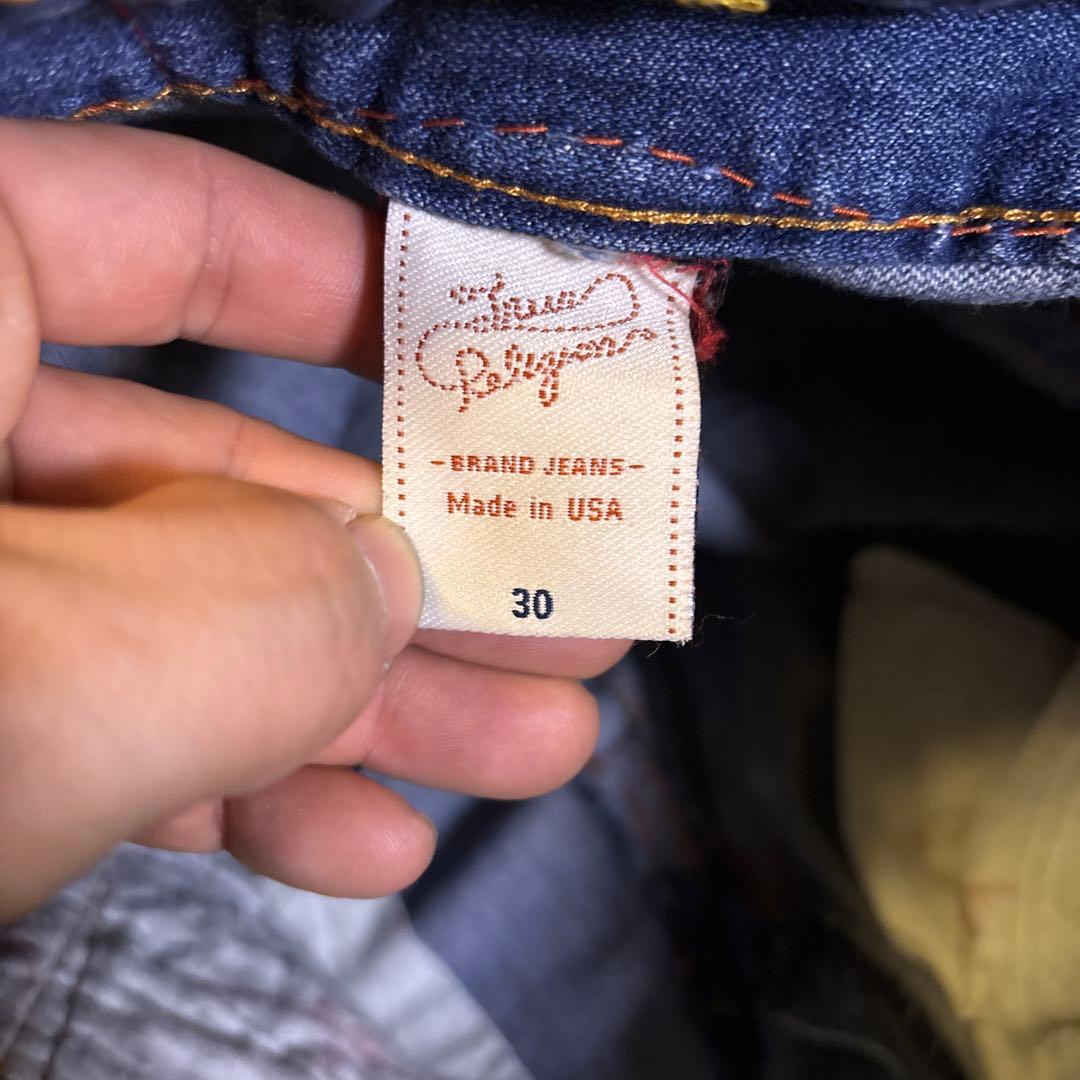 True
Religion
-BRAND JEANS-
Made in USA
30